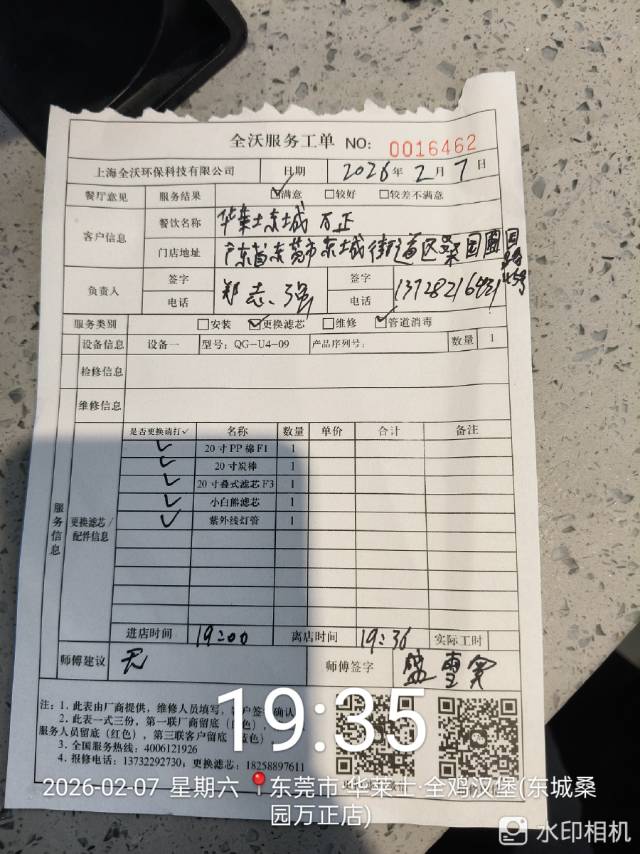 全沃服务工单 NO: 0016462
上海全沃环保科技有限公司 日期 2026年2月7日
餐厅意见 服务结果 ☑满意 □较好 □较差不满意
客户信息 餐饮名称 华莱士东城万正
门店地址 广东省东莞市东城街道区桑园
负责人 签字 郑志强 签字
电话 电话 13728216431
服务类别 □安装 ☑更换滤芯 □维修 ☑管道消毒
设备信息 设备一 型号: QG-U4-09 产品序列号: 数量 1
检修信息
维修信息
服务信息 更换滤芯/配件信息
是否更换请打✓ 名称 数量 单价 合计 备注
✓ 20寸PP棉F1 1
✓ 20寸炭棒 1
✓ 20寸叠式滤芯F3 1
✓ 小白熊滤芯 1
✓ 紫外线灯管 1
进店时间 19:00 离店时间 19:36 实际工时
师傅建议 无 师傅签字
注: 1. 此表由厂商提供, 维修人员填写, 客户签字确认
2. 此表一式三份, 第一联厂商留底(白色), 
服务人员留底(红色), 第三联客户留底(蓝色)
3. 全国服务热线: 4006121926
4. 报修电话: 13732292730, 18258897611
19:35
2026-02-07 星期六 东莞市·华莱士·全鸡汉堡(东城桑
园万正店)
水印相机